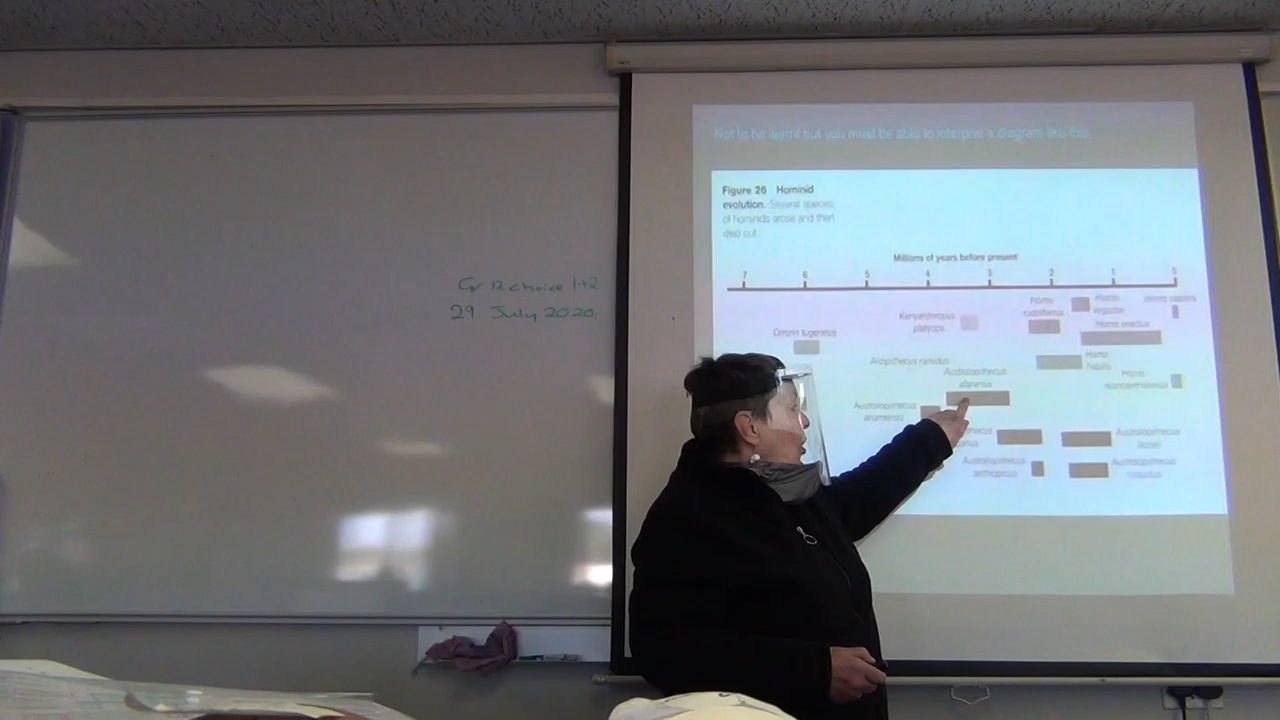 Gr 12 choice 1+2
29 July 2020
Not to be learnt but you must be able to interpret a diagram like this
Figure 26 Hominid
evolution. Several species
of hominids arose and then
died out.
Millions of years before present
7 6 5 4 3 2 1 0
Orrorin tugenesis
Kenyanthropus
platyops
Homo
rudolfensis
Homo
ergaster
Homo sapiens
Homo erectus
Ardipithecus ramidus
Homo
habilis
Australopithecus
afarensis
Homo
neanderthalensis
Australopithecus
anamensis
Australopithecus
boisei
Australopithecus
aethiopicus
Australopithecus
robustus